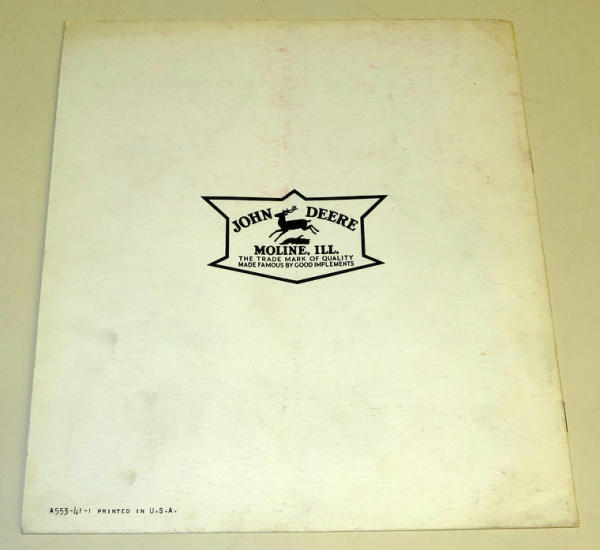 JOHN DEERE
MOLINE, ILL.
THE TRADE MARK OF QUALITY
MADE FAMOUS BY GOOD IMPLEMENTS
A553-41-1 PRINTED IN U.S.A.